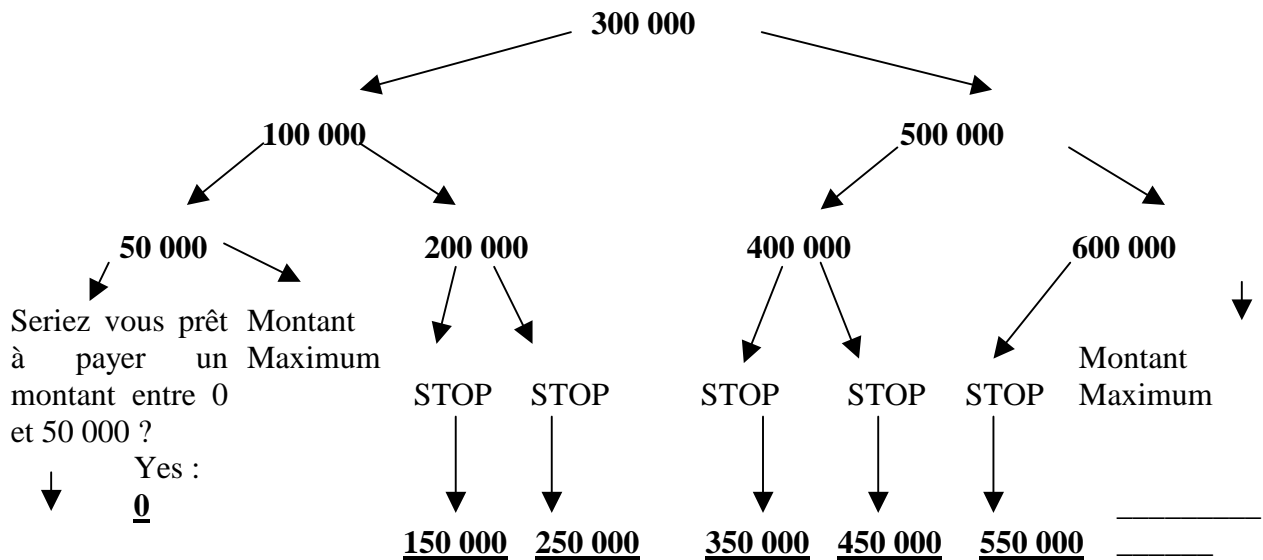 300 000
100 000 500 000
50 000 200 000 400 000 600 000
Seriez vous prêt
à payer un
montant entre 0
et 50 000 ?
Montant
Maximum
STOP STOP STOP STOP STOP
Montant
Maximum
Yes :
0
150 000 250 000 350 000 450 000 550 000